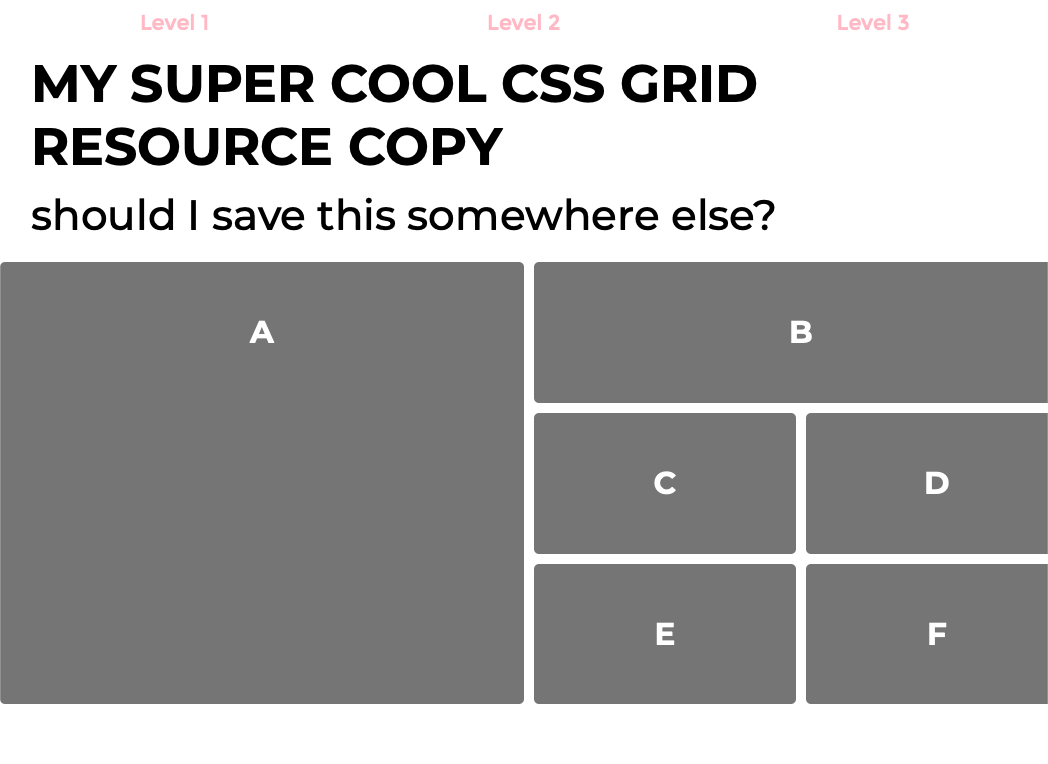 Level 1 Level 2 Level 3
MY SUPER COOL CSS GRID
RESOURCE COPY
should I save this somewhere else?
A
B
C
D
E
F